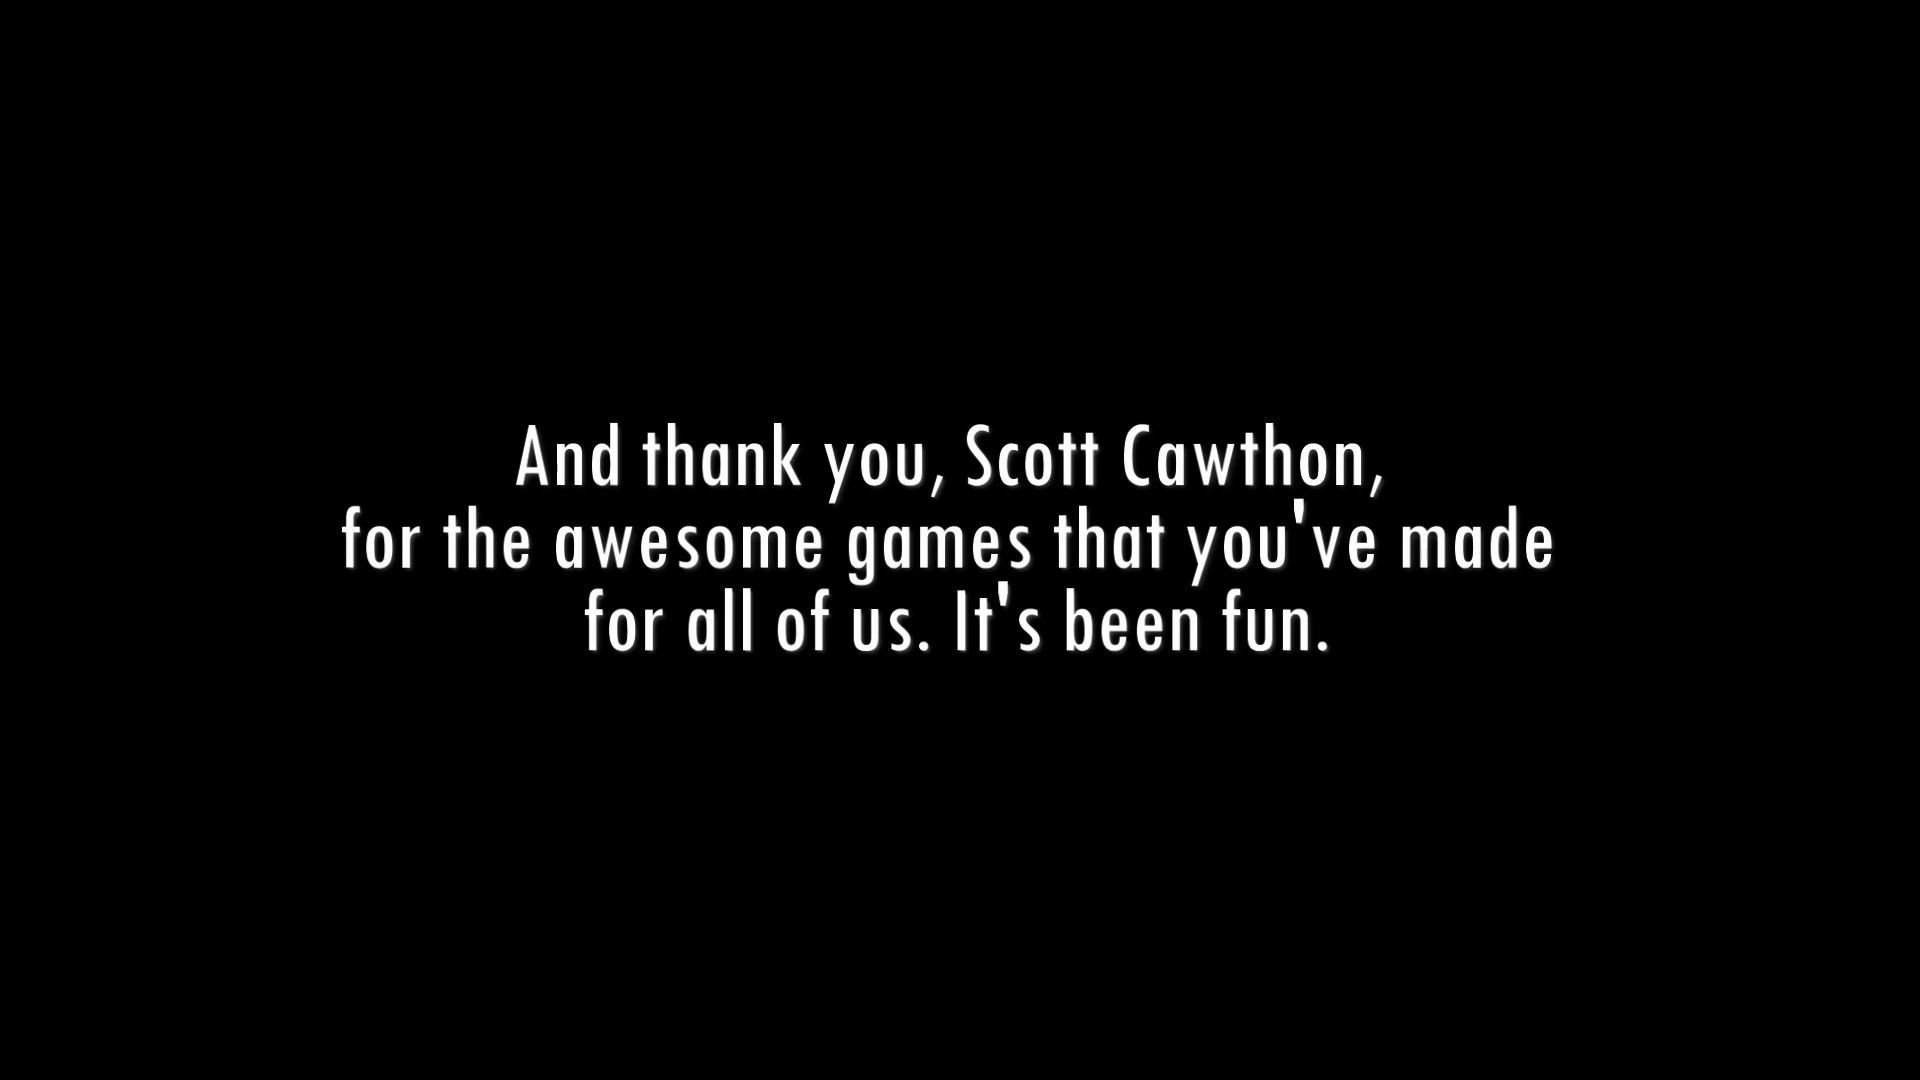 And thank you, Scott Cawthon,
for the awesome games that you've made
for all of us. It's been fun.